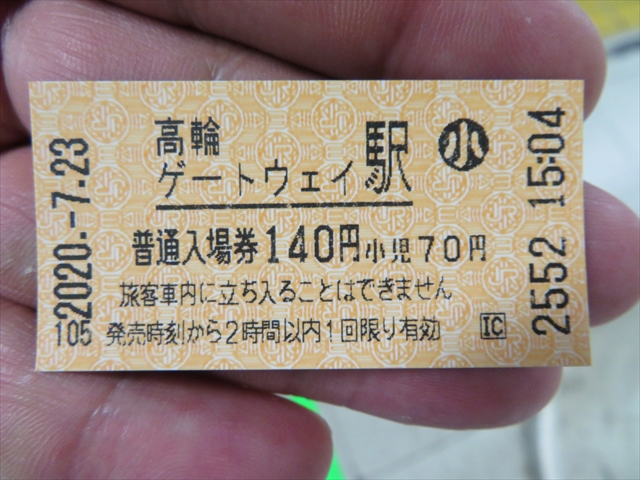 高輪
ゲートウェイ駅 小
普通入場券 140円 小児70円
旅客車内に立ち入ることはできません
105 発売時刻から2時間以内1回限り有効 IC
2020.-7.23
2552 15:04